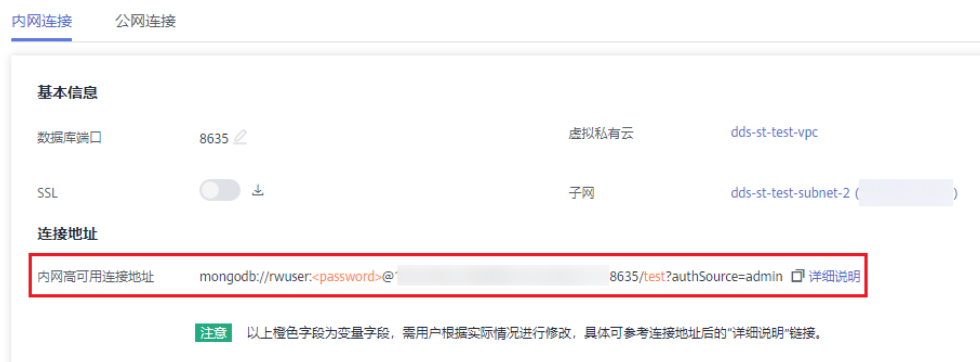 内网连接 公网连接
基本信息
数据库端口 8635 虚拟私有云 dds-st-test-vpc
SSL 子网 dds-st-test-subnet-2 ( )
连接地址
内网高可用连接地址 mongodb://rwuser:<password>@ 8635/test?authSource=admin 详细说明
注意 以上橙色字段为变量字段，需用户根据实际情况进行修改，具体可参考连接地址后的“详细说明”链接。